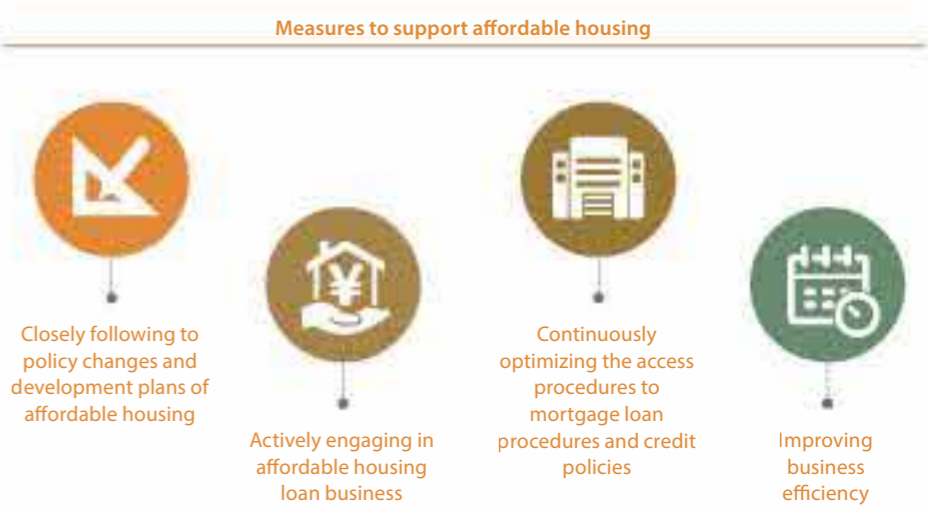 Measures to support affordable housing
Closely following to
policy changes and
development plans of
affordable housing
Actively engaging in
affordable housing
loan business
Continuously
optimizing the access
procedures to
mortgage loan
procedures and credit
policies
Improving
business
efficiency